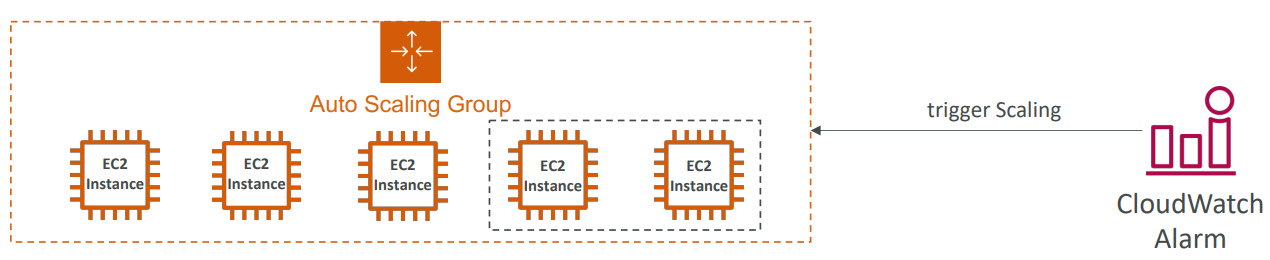 Auto Scaling Group
EC2
Instance
EC2
Instance
EC2
Instance
EC2
Instance
EC2
Instance
trigger Scaling
CloudWatch
Alarm